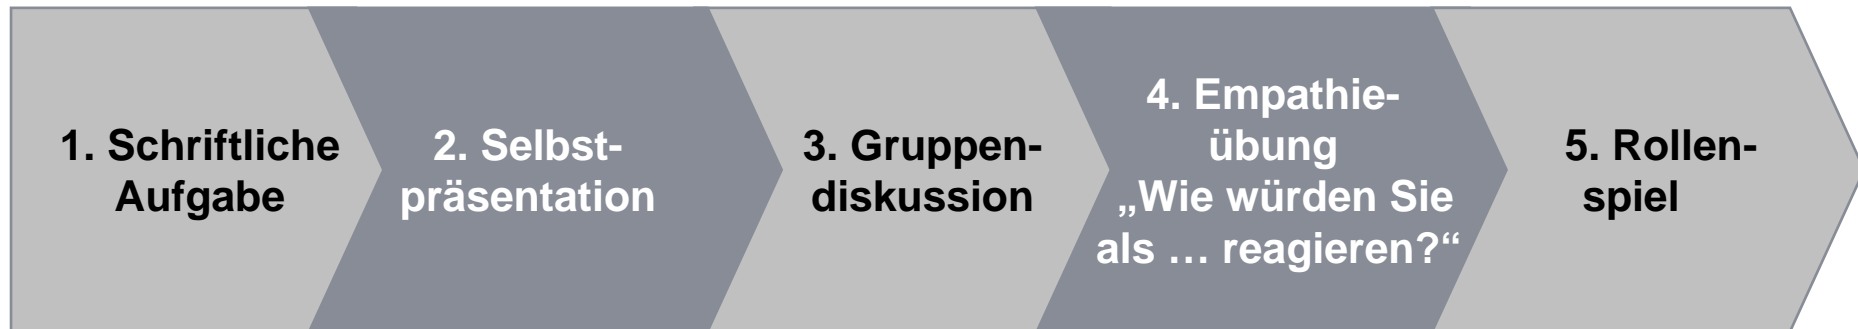 1. Schriftliche
Aufgabe
2. Selbst-
präsentation
3. Gruppen-
diskussion
4. Empathie-
übung
„Wie würden Sie
als … reagieren?“
5. Rollen-
spiel